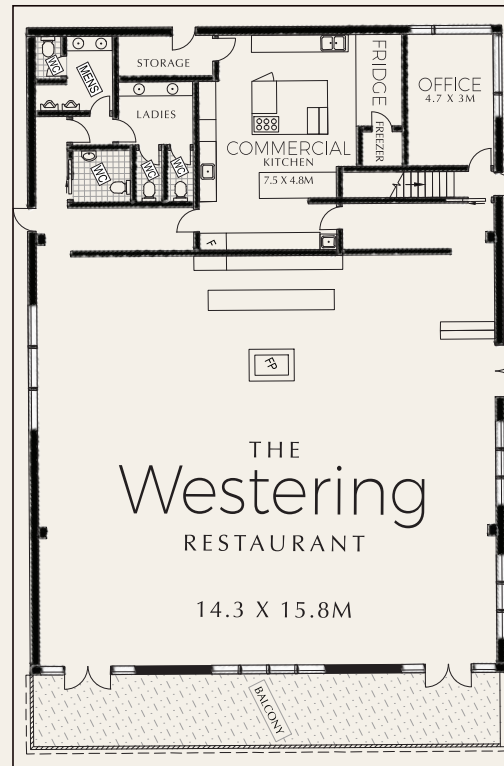 WC
MENS
STORAGE
LADIES
WC
WC
WC
COMMERCIAL
KITCHEN
7.5 X 4.8M
FRIDGE
FREEZER
OFFICE
4.7 X 3M
F
FP
THE
Westering
RESTAURANT
14.3 X 15.8M
BALCONY